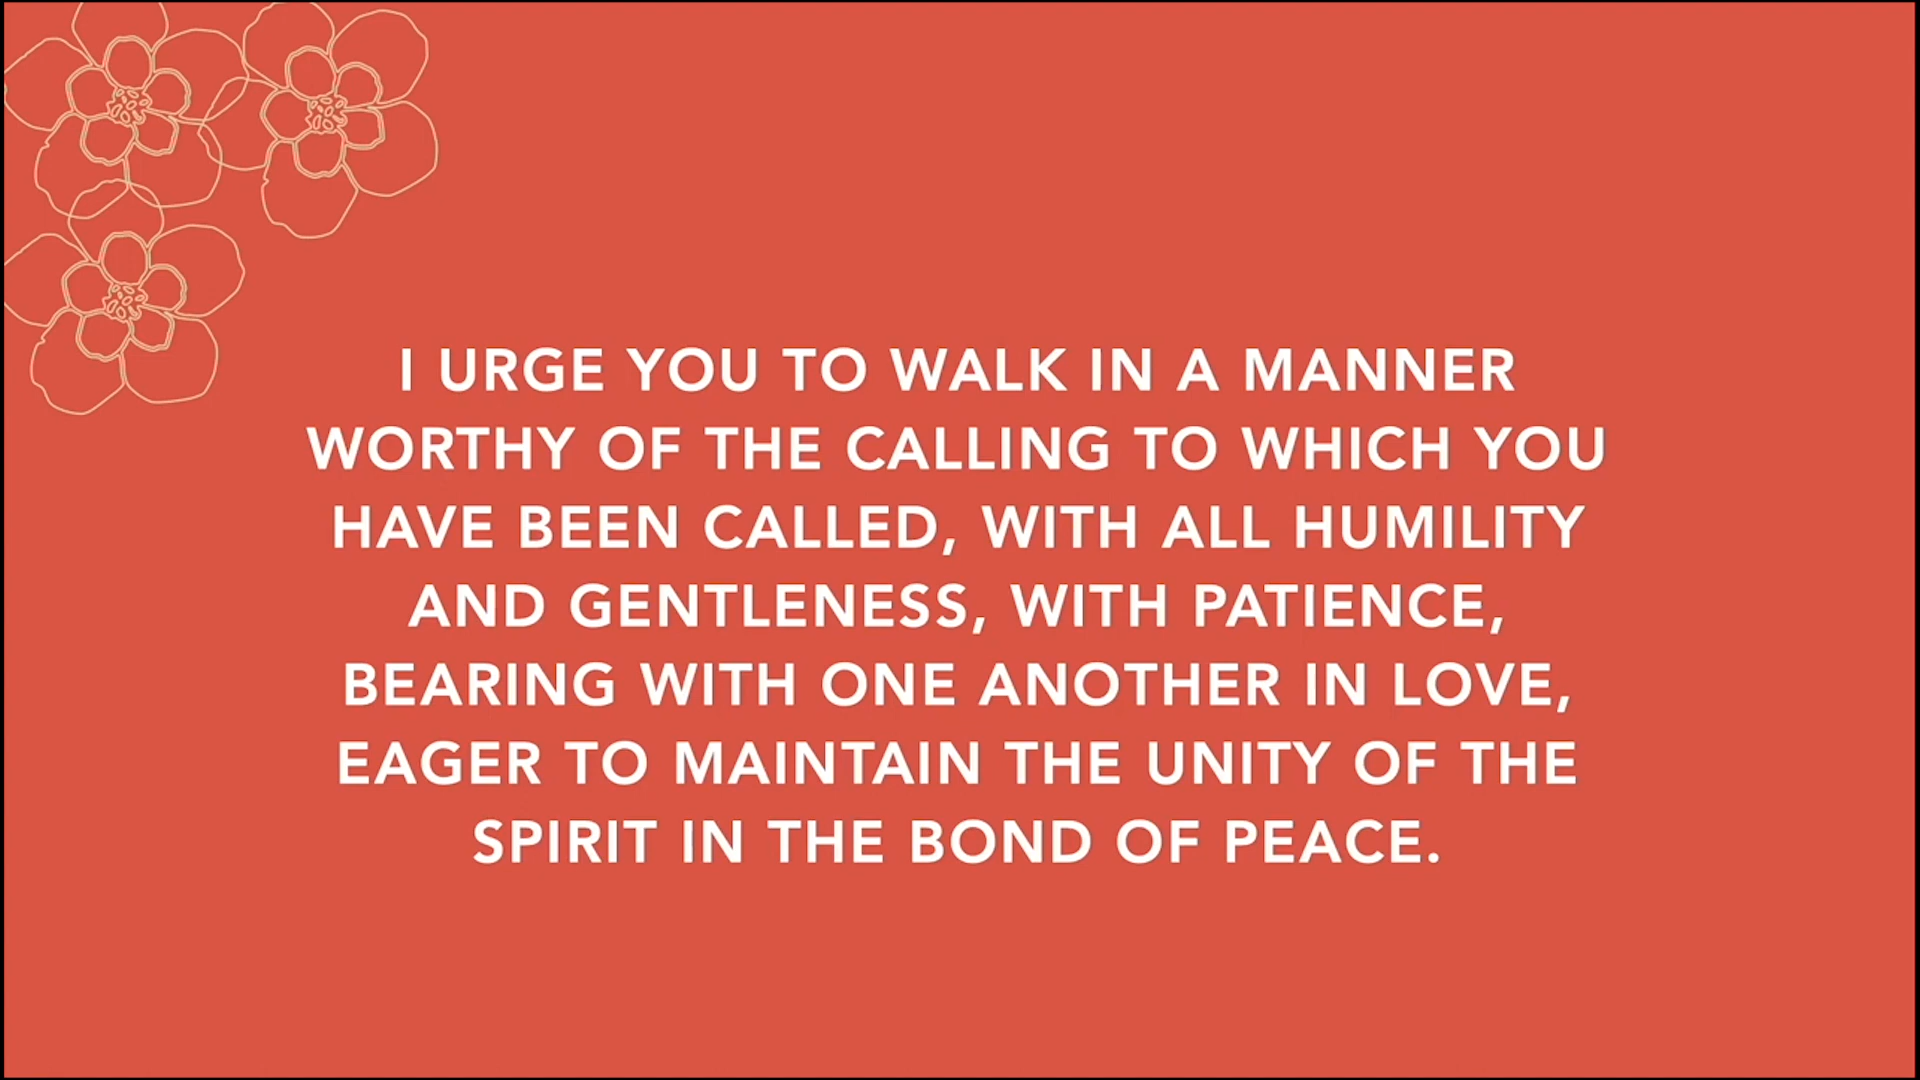 I URGE YOU TO WALK IN A MANNER
WORTHY OF THE CALLING TO WHICH YOU
HAVE BEEN CALLED, WITH ALL HUMILITY
AND GENTLENESS, WITH PATIENCE,
BEARING WITH ONE ANOTHER IN LOVE,
EAGER TO MAINTAIN THE UNITY OF THE
SPIRIT IN THE BOND OF PEACE.